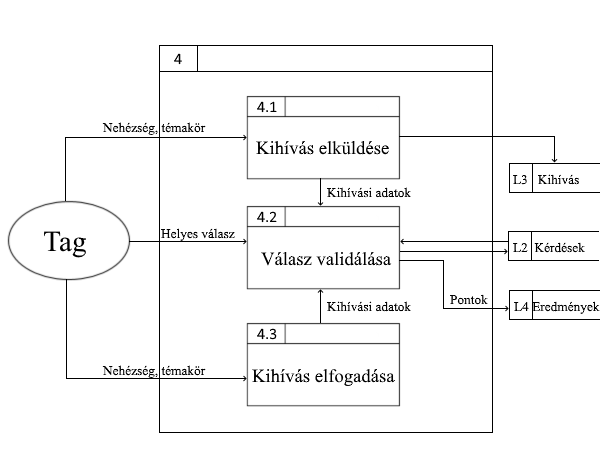 4
4.1
Nehézség, témakör
Kihívás elküldése
L3 Kihívás
Kihívási adatok
4.2
Helyes válasz
Tag
Válasz validálása
L2 Kérdések
Pontok
L4 Eredmények
Kihívási adatok
4.3
Nehézség, témakör
Kihívás elfogadása